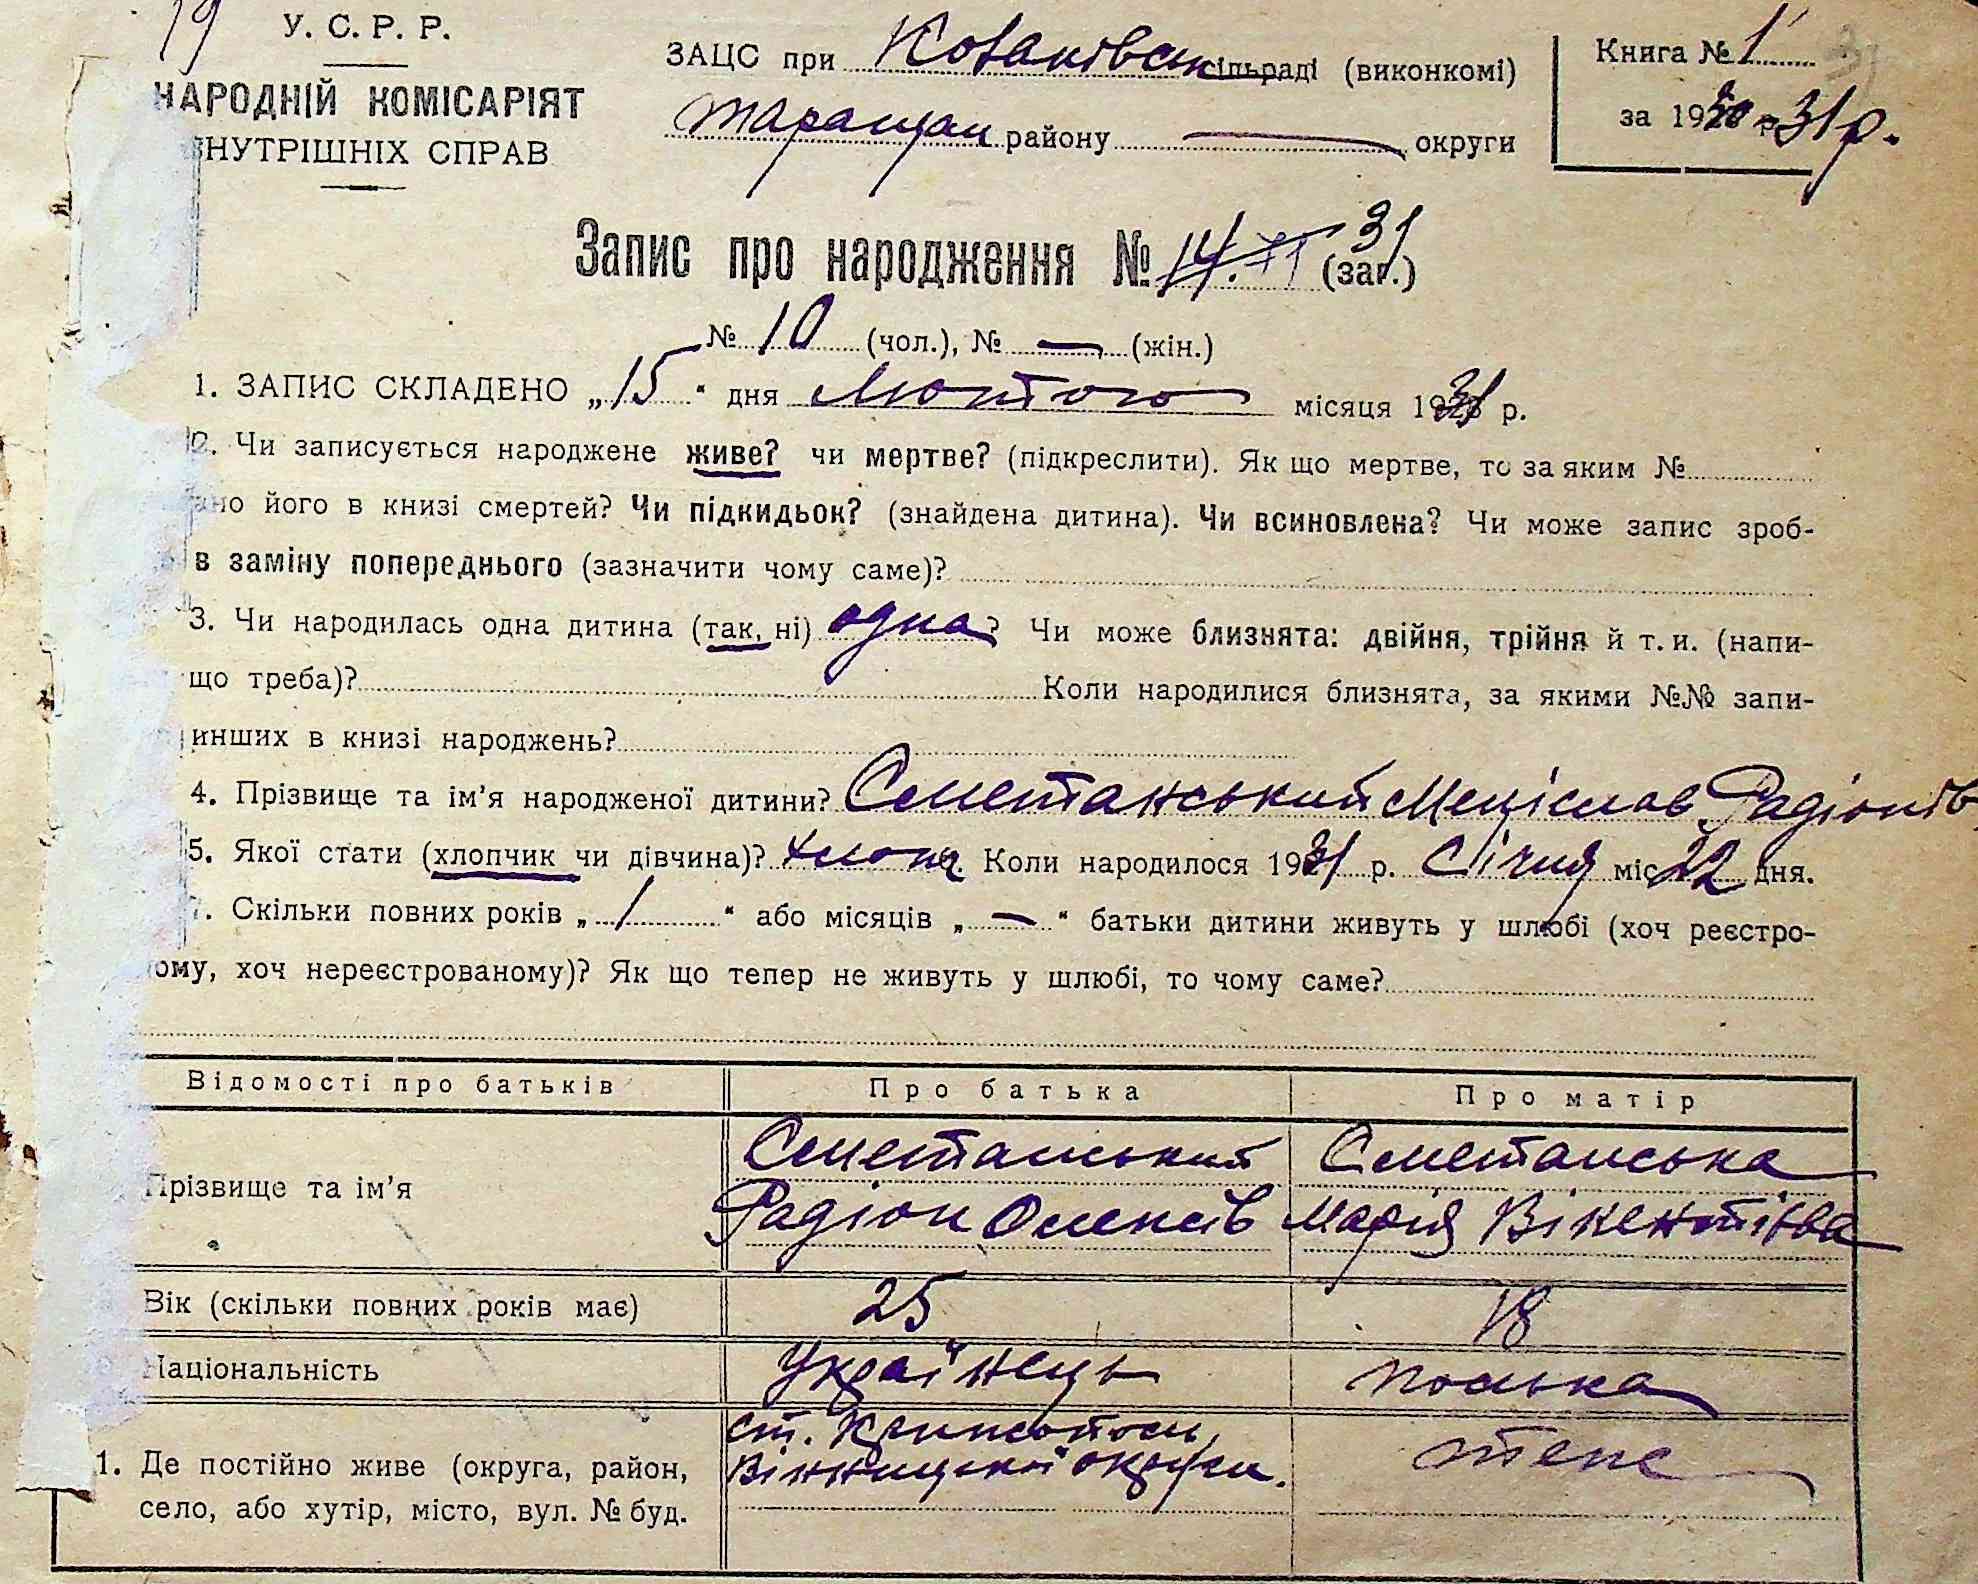 19
У. С. Р. Р.
НАРОДНІЙ КОМІСАРІЯТ
ВНУТРІШНІХ СПРАВ
ЗАЦС при сільраді (виконкомі)
Таращан району — округи
Книга № 1
за 1930-31 р.
Запис про народження № 14. 31 (заг.)
№ 10 (чол.), № — (жін.)
1. ЗАПИС СКЛАДЕНО „15“ дня Лютого місяця 1931 р.
2. Чи записується народжене живе? чи мертве? (підкреслити). Як що мертве, то за яким №
ано його в книзі смертей? Чи підкидьок? (знайдена дитина). Чи всиновлена? Чи може запис зроб-
в заміну попереднього (зазначити чому саме)?
3. Чи народилась одна дитина (так, ні) одна? Чи може близнята: двійня, трійня й т. и. (напи-
що треба)? Коли народилися близнята, за якими №№ запи-
инших в книзі народжень?
4. Прізвище та ім’я народженої дитини? Сметанський Меціслав Радіонів
5. Якої стати (хлопчик чи дівчина)? хлопч. Коли народилося 1931 р. Січня міс 22 дня.
7. Скільки повних років „1“ або місяців „—“ батьки дитини живуть у шлюбі (хоч реєстро-
ому, хоч нереєстрованому)? Як що тепер не живуть у шлюбі, то чому саме?
Відомості про батьків Про батька Про матір
Прізвище та ім’я Сметанський Сметанська
Радіон Олексів Марія Вікентіівна
Вік (скільки повних років має) 25 18
Національність Українець полька
1. Де постійно живе (округа, район, ст. Вінницької округи. теж
село, або хутір, місто, вул. № буд.